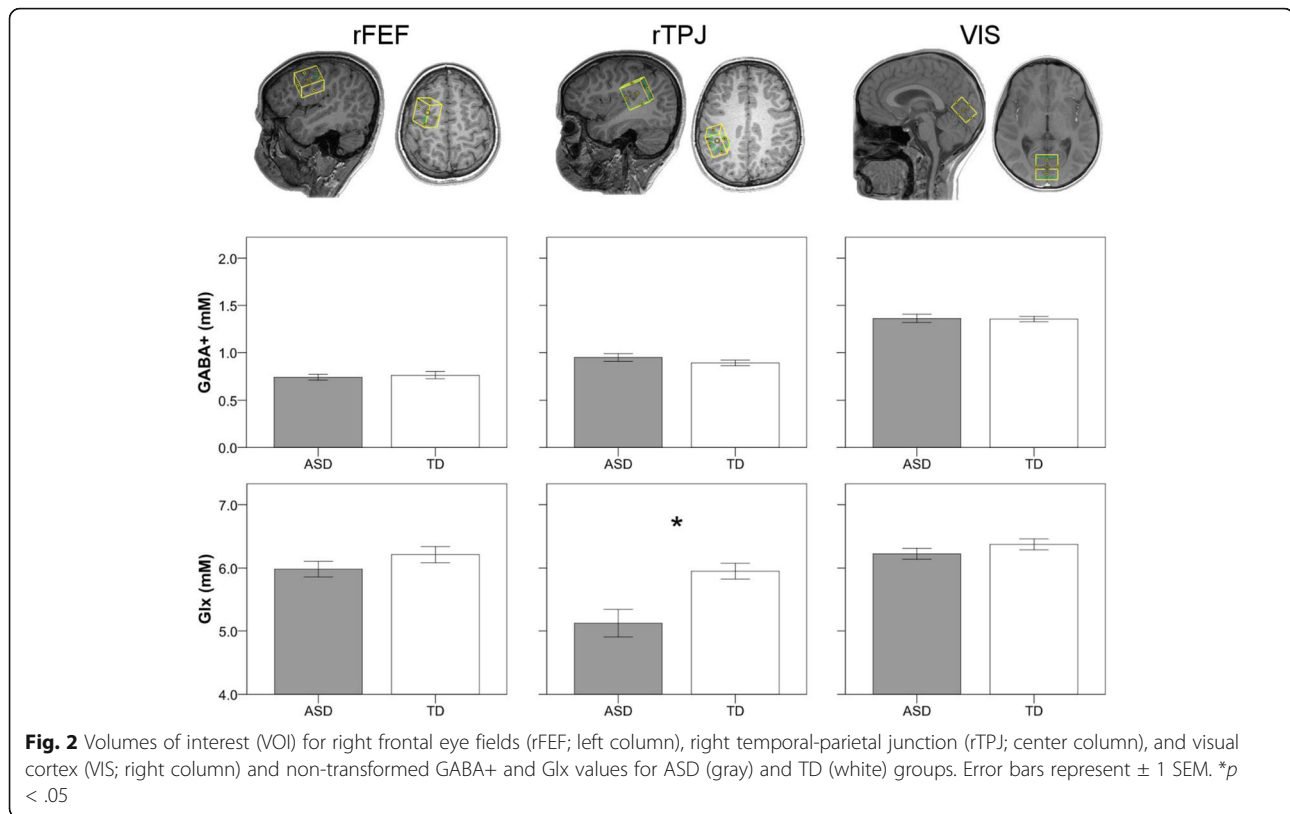 rFEF rTPJ VIS
GABA+ (mM)
2.0
1.5
1.0
0.5
0.0
ASD TD ASD TD ASD TD
Glx (mM)
7.0
6.0
5.0
4.0
*
ASD TD ASD TD ASD TD
Fig. 2 Volumes of interest (VOI) for right frontal eye fields (rFEF; left column), right temporal-parietal junction (rTPJ; center column), and visual
cortex (VIS; right column) and non-transformed GABA+ and Glx values for ASD (gray) and TD (white) groups. Error bars represent ± 1 SEM. *p
< .05